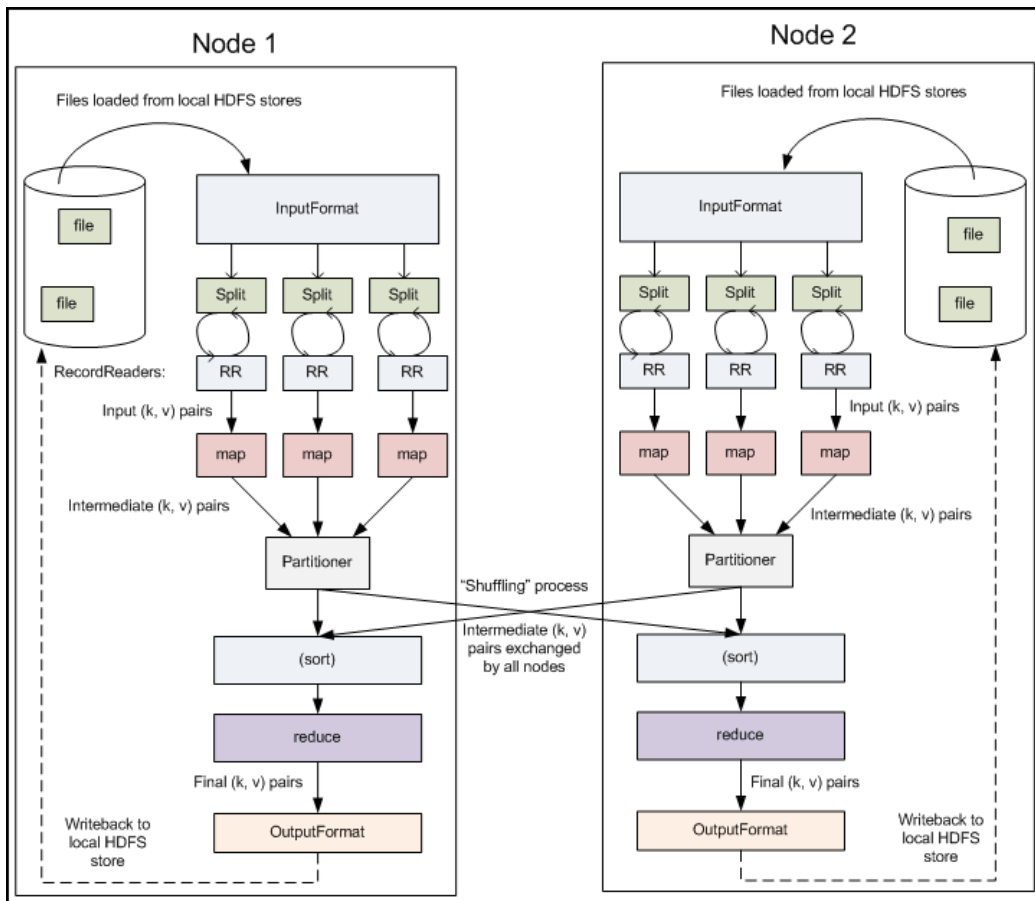 Node 1
Files loaded from local HDFS stores
file
file
InputFormat
Split Split Split
RecordReaders: RR RR RR
Input (k, v) pairs
map map map
Intermediate (k, v) pairs
Partitioner
(sort)
reduce
Final (k, v) pairs
OutputFormat
Writeback to
local HDFS
store
"Shuffling" process
Intermediate (k, v)
pairs exchanged
by all nodes
Node 2
Files loaded from local HDFS stores
InputFormat
file
file
Split Split Split
RR RR RR
Input (k, v) pairs
map map map
Intermediate (k, v) pairs
Partitioner
(sort)
reduce
Final (k, v) pairs
OutputFormat
Writeback to
local HDFS
store